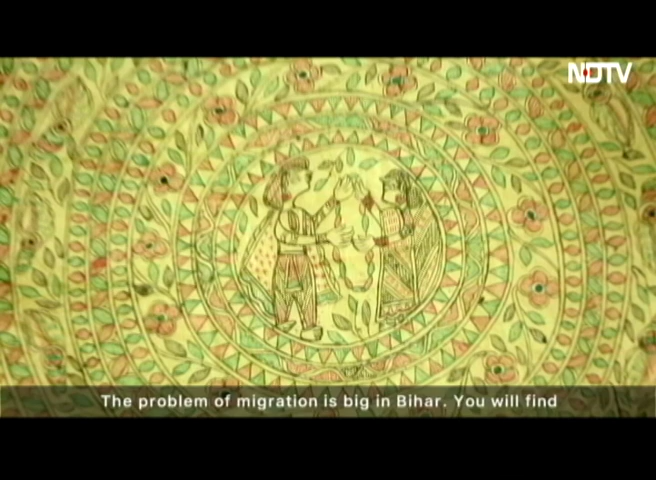 NDTV
The problem of migration is big in Bihar. You will find